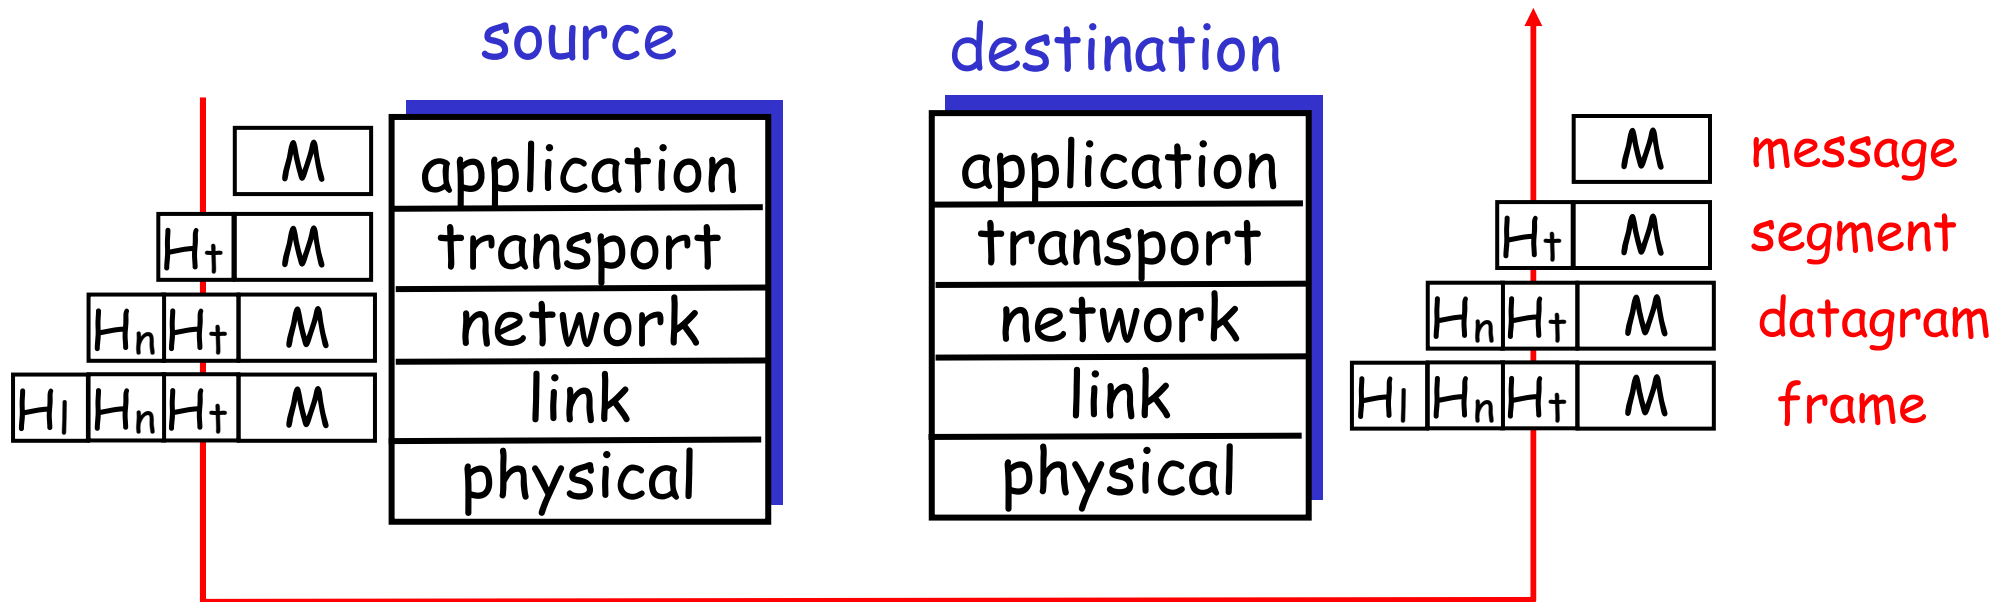 source
destination
M application application M message
Ht M transport transport Ht M segment
Hn Ht M network network Hn Ht M datagram
Hl Hn Ht M link link Hl Hn Ht M frame
physical physical